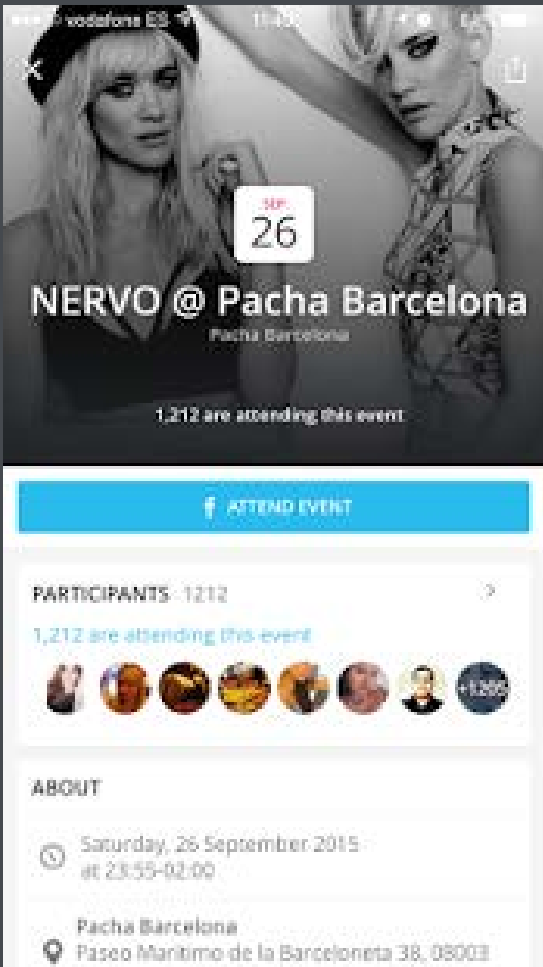 vodafone ES
SEP
26
NERVO @ Pacha Barcelona
Pacha Barcelona
1,212 are attending this event
f ATTEND EVENT
PARTICIPANTS 1212
1,212 are attending this event
+1205
ABOUT
Saturday, 26 September 2015
at 23:55-02:00
Pacha Barcelona
Paseo Maritimo de la Barceloneta 38, 08003